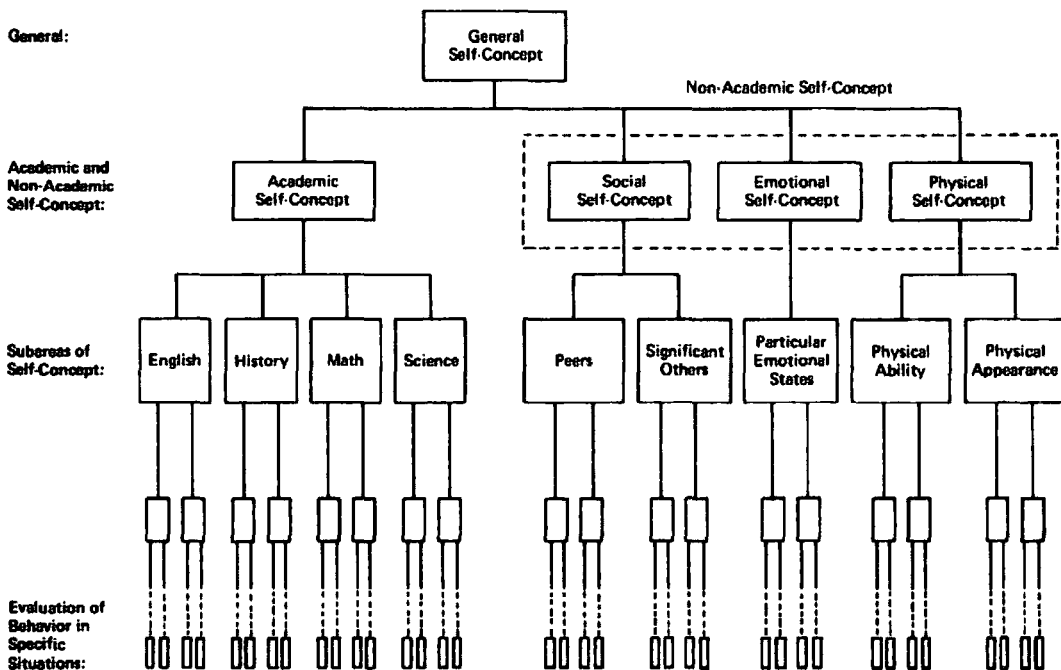 General:
General
Self-Concept
Non-Academic Self-Concept
Academic and
Non-Academic
Self-Concept:
Academic
Self-Concept
Social
Self-Concept
Emotional
Self-Concept
Physical
Self-Concept
Subareas of
Self-Concept:
English
History
Math
Science
Peers
Significant
Others
Particular
Emotional
States
Physical
Ability
Physical
Appearance
Evaluation of
Behavior in
Specific
Situations: